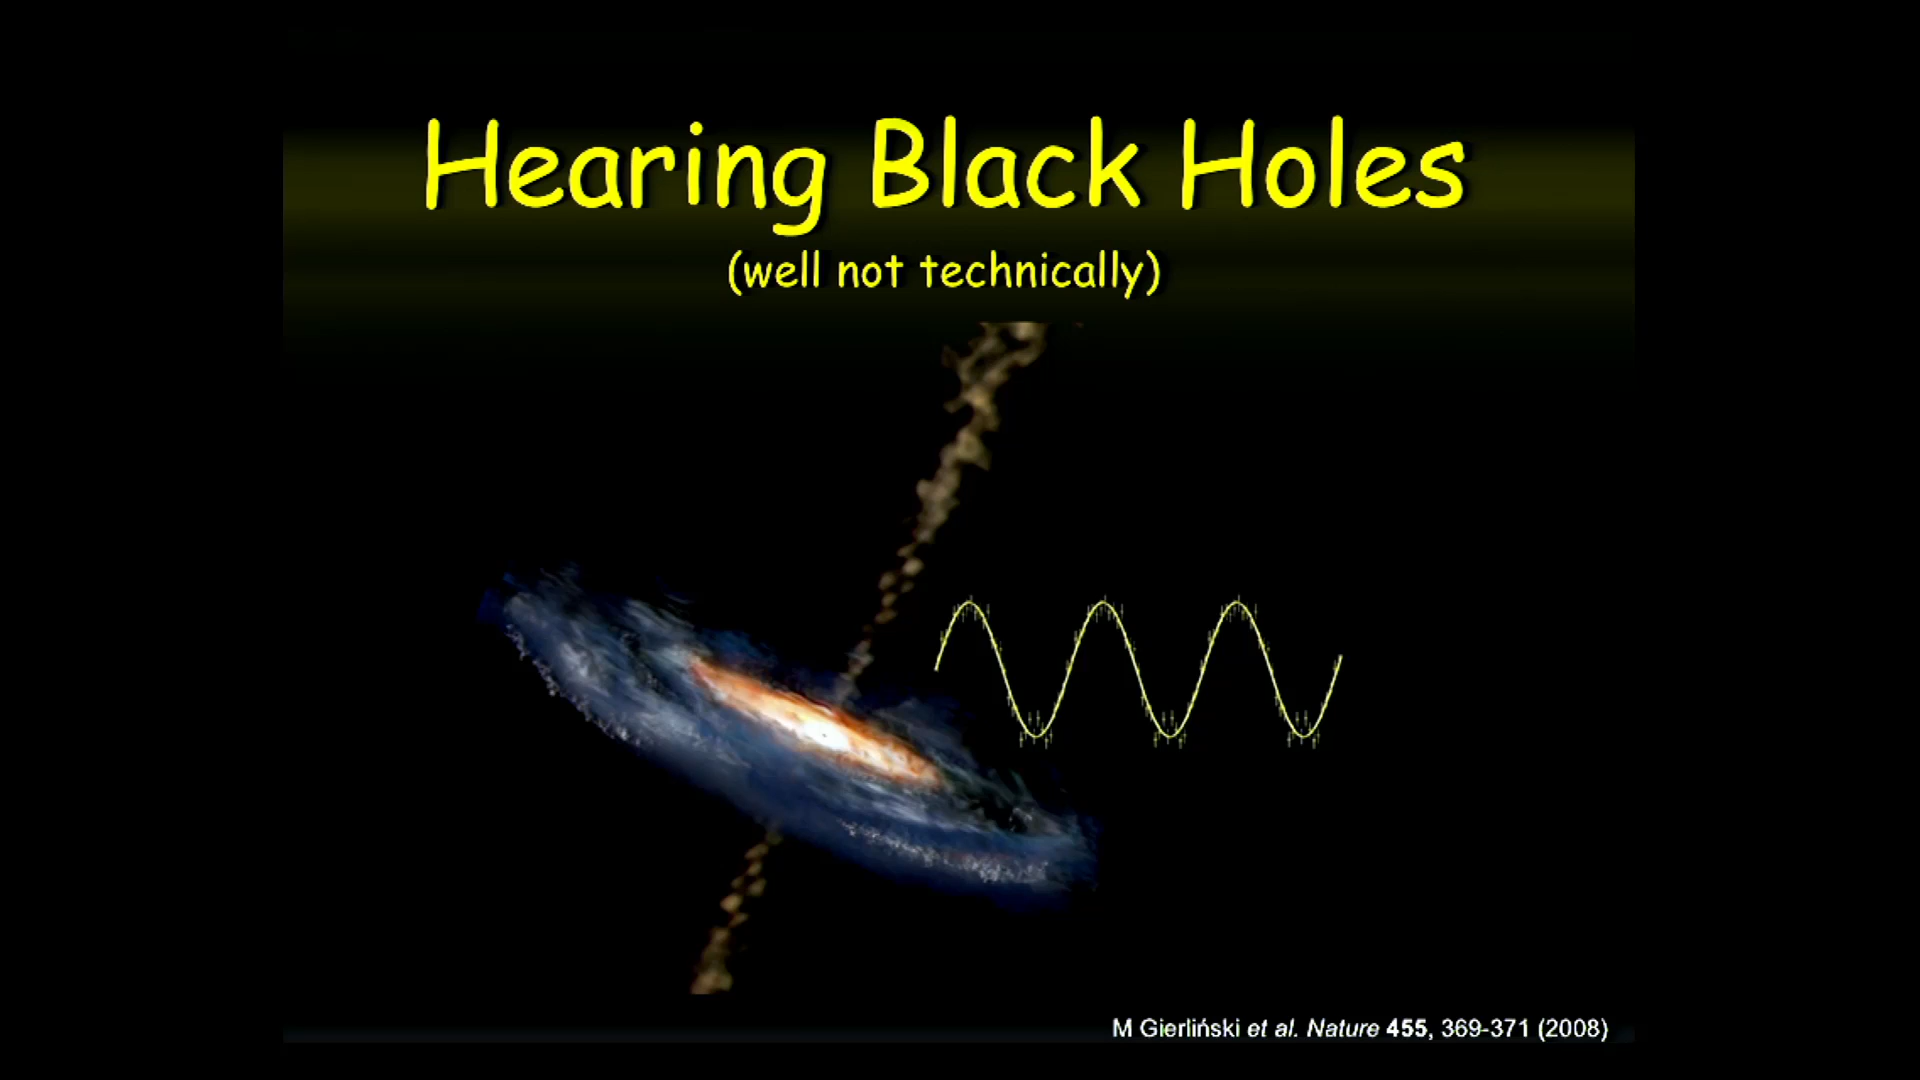 Hearing Black Holes
(well not technically)
M Gierliński et al. Nature 455, 369-371 (2008)